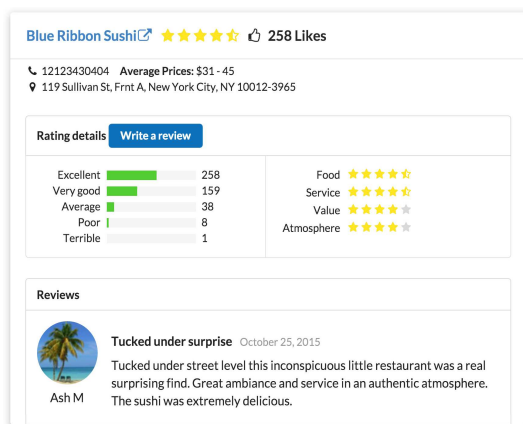 Blue Ribbon Sushi 258 Likes
12123430404 Average Prices: $31 - 45
119 Sullivan St, Frnt A, New York City, NY 10012-3965
Rating details Write a review
Excellent 258
Very good 159
Average 38
Poor 8
Terrible 1
Food
Service
Value
Atmosphere
Reviews
Tucked under surprise October 25, 2015
Tucked under street level this inconspicuous little restaurant was a real
surprising find. Great ambiance and service in an authentic atmosphere.
The sushi was extremely delicious.
Ash M